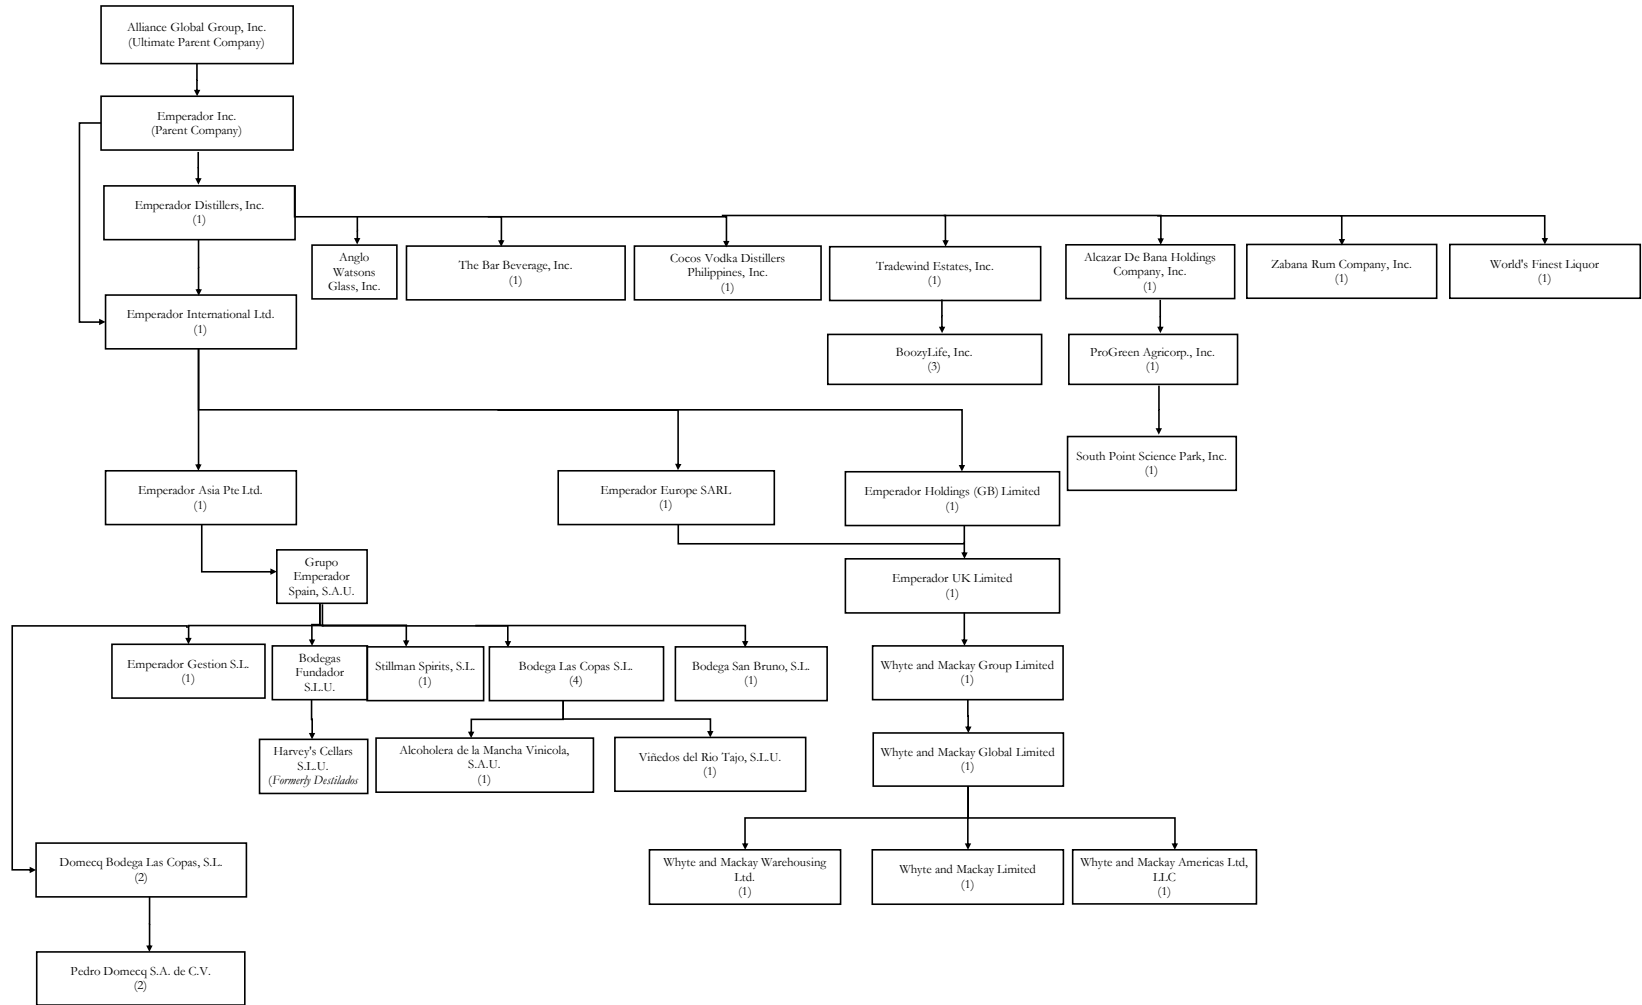 Alliance Global Group, Inc.
(Ultimate Parent Company)
Emperador Inc.
(Parent Company)
Emperador Distillers, Inc.
(1)
Anglo
Watsons
Glass, Inc.
The Bar Beverage, Inc.
(1)
Cocos Vodka Distillers
Philippines, Inc.
(1)
Tradewind Estates, Inc.
(1)
Alcazar De Bana Holdings
Company, Inc.
(1)
Zabana Rum Company, Inc.
(1)
World's Finest Liquor
(1)
Emperador International Ltd.
(1)
BoozyLife, Inc.
(3)
ProGreen Agricorp., Inc.
(1)
South Point Science Park, Inc.
(1)
Emperador Asia Pte Ltd.
(1)
Emperador Europe SARL
(1)
Emperador Holdings (GB) Limited
(1)
Grupo
Emperador
Spain, S.A.U.
Emperador UK Limited
(1)
Emperador Gestion S.L.
(1)
Bodegas
Fundador
S.L.U.
Stillman Spirits, S.L.
(1)
Bodega Las Copas S.L.
(4)
Bodega San Bruno, S.L.
(1)
Whyte and Mackay Group Limited
(1)
Harvey's Cellars
S.L.U.
(Formerly Destilados
Alcoholera de la Mancha Vinicola,
S.A.U.
(1)
Viñedos del Rio Tajo, S.L.U.
(1)
Whyte and Mackay Global Limited
(1)
Domecq Bodega Las Copas, S.L.
(2)
Whyte and Mackay Warehousing
Ltd.
(1)
Whyte and Mackay Limited
(1)
Whyte and Mackay Americas Ltd,
LLC
(1)
Pedro Domecq S.A. de C.V.
(2)